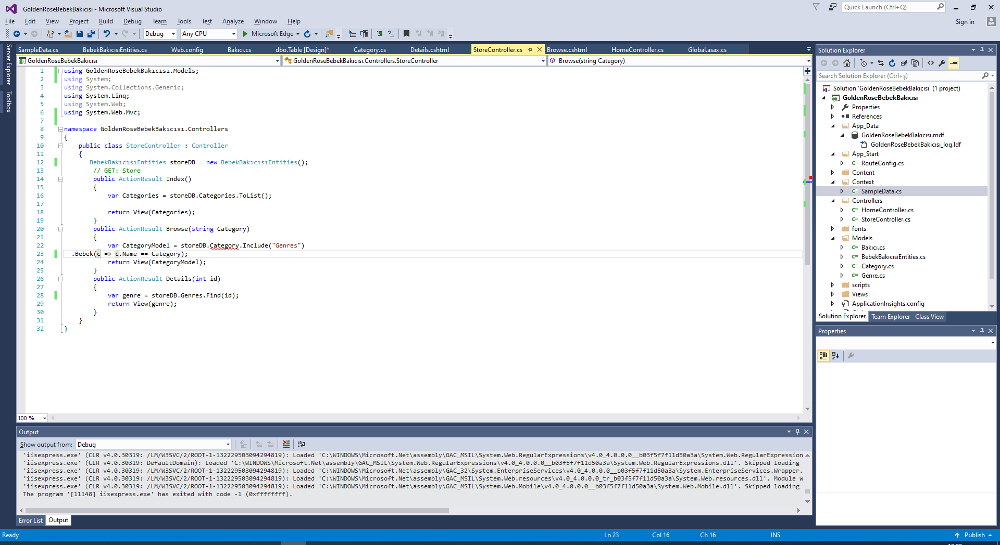 GoldenRoseBebekBakıcısı - Microsoft Visual Studio
Quick Launch (Ctrl+Q)
File Edit View Project Build Debug Team Tools Test Analyze Window Help
Sign in
Debug Any CPU Microsoft Edge
Server Explorer
Toolbox
SampleData.cs BebekBakıcısıEntities.cs Web.config Bakıcı.cs dbo.Table [Design]* Category.cs Details.cshtml StoreController.cs Browse.cshtml HomeController.cs Global.asax.cs
GoldenRoseBebekBakıcısı GoldenRoseBebekBakıcısı.Controllers.StoreController Browse(string Category)
1 using GoldenRoseBebekBakıcısı.Models;
2 using System;
3 using System.Collections.Generic;
4 using System.Linq;
5 using System.Web;
6 using System.Web.Mvc;
7
8 namespace GoldenRoseBebekBakıcısı.Controllers
9 {
10 public class StoreController : Controller
11 {
12 BebekBakıcısıEntities storeDB = new BebekBakıcısıEntities();
13 // GET: Store
14 public ActionResult Index()
15 {
16 var Categories = storeDB.Categories.ToList();
17
18 return View(Categories);
19 }
20 public ActionResult Browse(string Category)
21 {
22 var CategoryModel = storeDB.Category.Include("Genres")
23 .Bebek(c => c.Name == Category);
24 return View(CategoryModel);
25 }
26 public ActionResult Details(int id)
27 {
28 var genre = storeDB.Genres.Find(id);
29 return View(genre);
30 }
31 }
32 }
100 %
Output
Show output from: Debug
'iisexpress.exe' (CLR v4.0.30319: /LM/W3SVC/2/ROOT-1-132229503094294819): Loaded 'C:\WINDOWS\Microsoft.Net\assembly\GAC_MSIL\System.Web.RegularExpressions\v4.0_4.0.0.0__b03f5f7f11d50a3a\System.Web.RegularExpression
'iisexpress.exe' (CLR v4.0.30319: DefaultDomain): Loaded 'C:\WINDOWS\Microsoft.Net\assembly\GAC_MSIL\System.Web.RegularExpressions\v4.0_4.0.0.0__b03f5f7f11d50a3a\System.Web.RegularExpressions.dll'. Skipped loading
'iisexpress.exe' (CLR v4.0.30319: /LM/W3SVC/2/ROOT-1-132229503094294819): Loaded 'C:\WINDOWS\Microsoft.Net\assembly\GAC_32\System.EnterpriseServices\v4.0_4.0.0.0__b03f5f7f11d50a3a\System.EnterpriseServices.Wrapper.
'iisexpress.exe' (CLR v4.0.30319: /LM/W3SVC/2/ROOT-1-132229503094294819): Loaded 'C:\WINDOWS\Microsoft.Net\assembly\GAC_MSIL\System.Web.resources\v4.0_4.0.0.0_tr_b03f5f7f11d50a3a\System.Web.resources.dll'. Module w
'iisexpress.exe' (CLR v4.0.30319: /LM/W3SVC/2/ROOT-1-132229503094294819): Loaded 'C:\WINDOWS\Microsoft.Net\assembly\GAC_MSIL\System.Web.Mobile\v4.0_4.0.0.0__b03f5f7f11d50a3a\System.Web.Mobile.dll'. Skipped loading
The program '[11148] iisexpress.exe' has exited with code -1 (0xffffffff).
Error List Output
Solution Explorer
Search Solution Explorer (Ctrl+ş)
Solution 'GoldenRoseBebekBakıcısı' (1 project)
GoldenRoseBebekBakıcısı
Properties
References
App_Data
GoldenRoseBebekBakıcısı.mdf
GoldenRoseBebekBakıcısı_log.ldf
App_Start
C# RouteConfig.cs
Content
Context
C# SampleData.cs
Controllers
C# HomeController.cs
C# StoreController.cs
fonts
Models
C# Bakıcı.cs
C# BebekBakıcısıEntities.cs
C# Category.cs
C# Genre.cs
scripts
Views
ApplicationInsights.config
Solution Explorer Team Explorer Class View
Properties
Ready Ln 23 Col 16 Ch 16 INS Publish